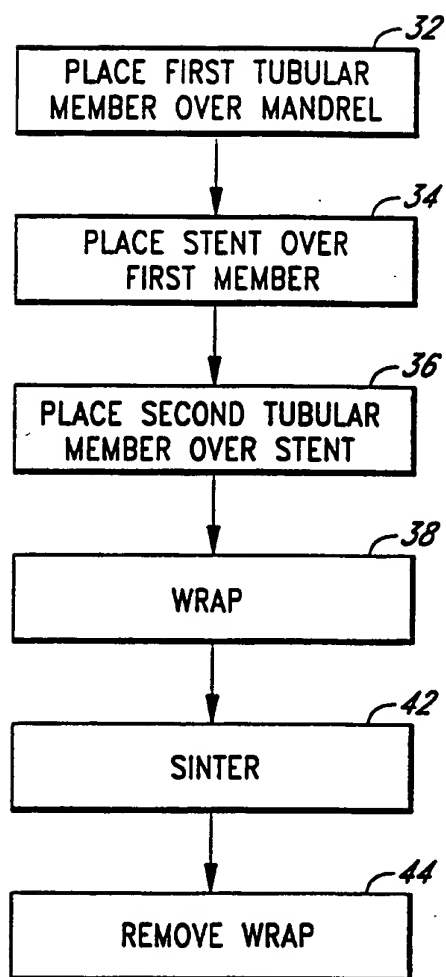 32
PLACE FIRST TUBULAR
MEMBER OVER MANDREL
34
PLACE STENT OVER
FIRST MEMBER
36
PLACE SECOND TUBULAR
MEMBER OVER STENT
38
WRAP
42
SINTER
44
REMOVE WRAP